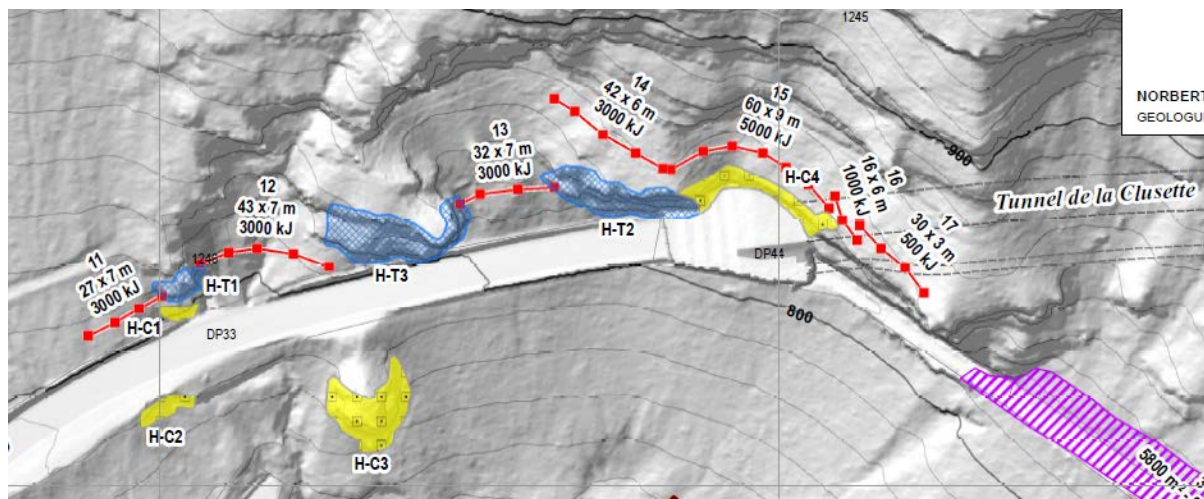 1245
NORBERT
GEOLOGU
14
42 x 6 m
3000 kJ
15
60 x 9 m
5000 kJ
900
13
32 x 7 m
3000 kJ
H-C4
16
16 x 6 m
1000 kJ
Tunnel de la Clusette
12
43 x 7 m
3000 kJ
17
30 x 3 m
500 kJ
H-T2
DP44
11
27 x 7 m
3000 kJ
H-T1
H-T3
H-C1
DP33
800
H-C2
H-C3
5800 m²